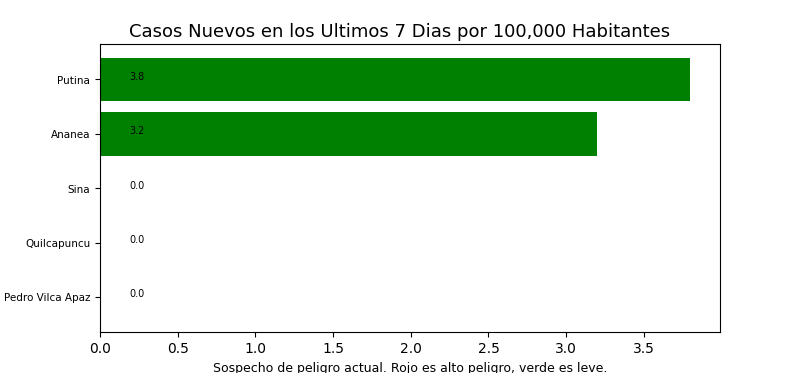 Casos Nuevos en los Ultimos 7 Dias por 100,000 Habitantes
Putina
3.8
Ananea
3.2
Sina
0.0
Quilcapuncu
0.0
Pedro Vilca Apaz
0.0
0.0 0.5 1.0 1.5 2.0 2.5 3.0 3.5
Sospecho de peligro actual. Rojo es alto peligro, verde es leve.